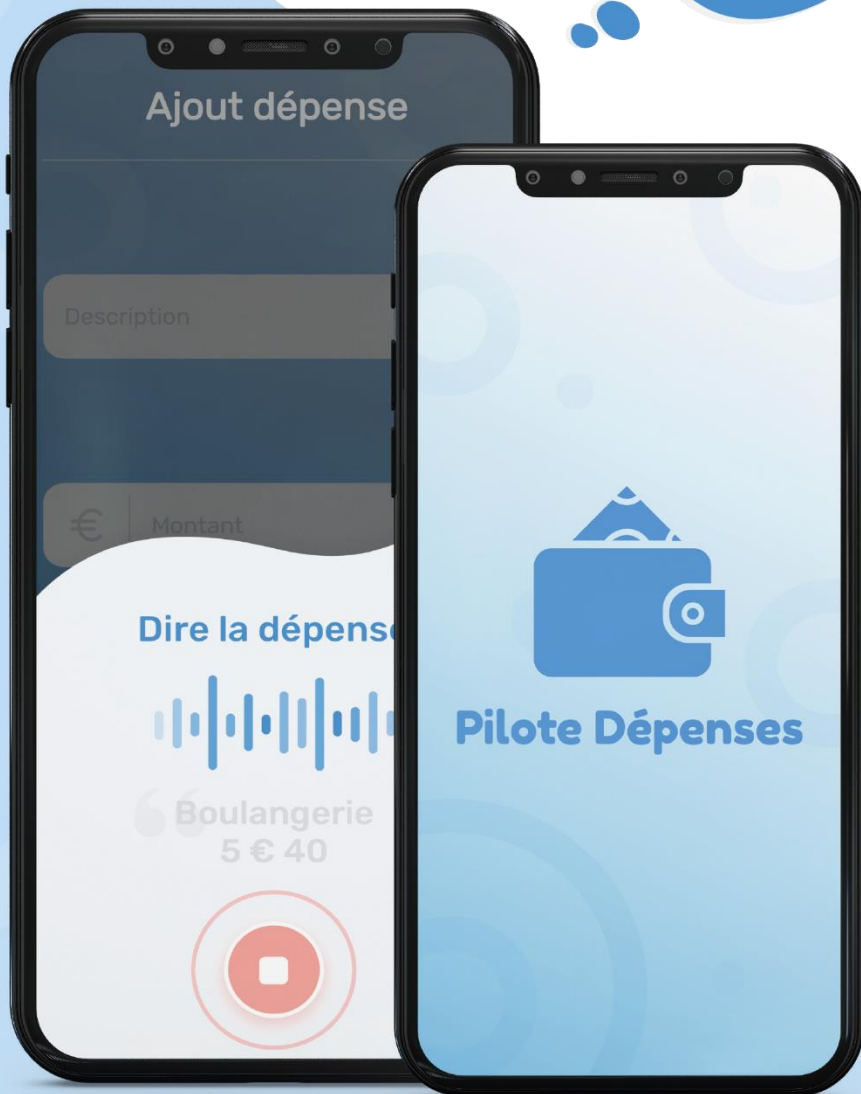 Ajout dépense
Description
€ Montant
Dire la dépense
Boulangerie
5 € 40
Pilote Dépenses